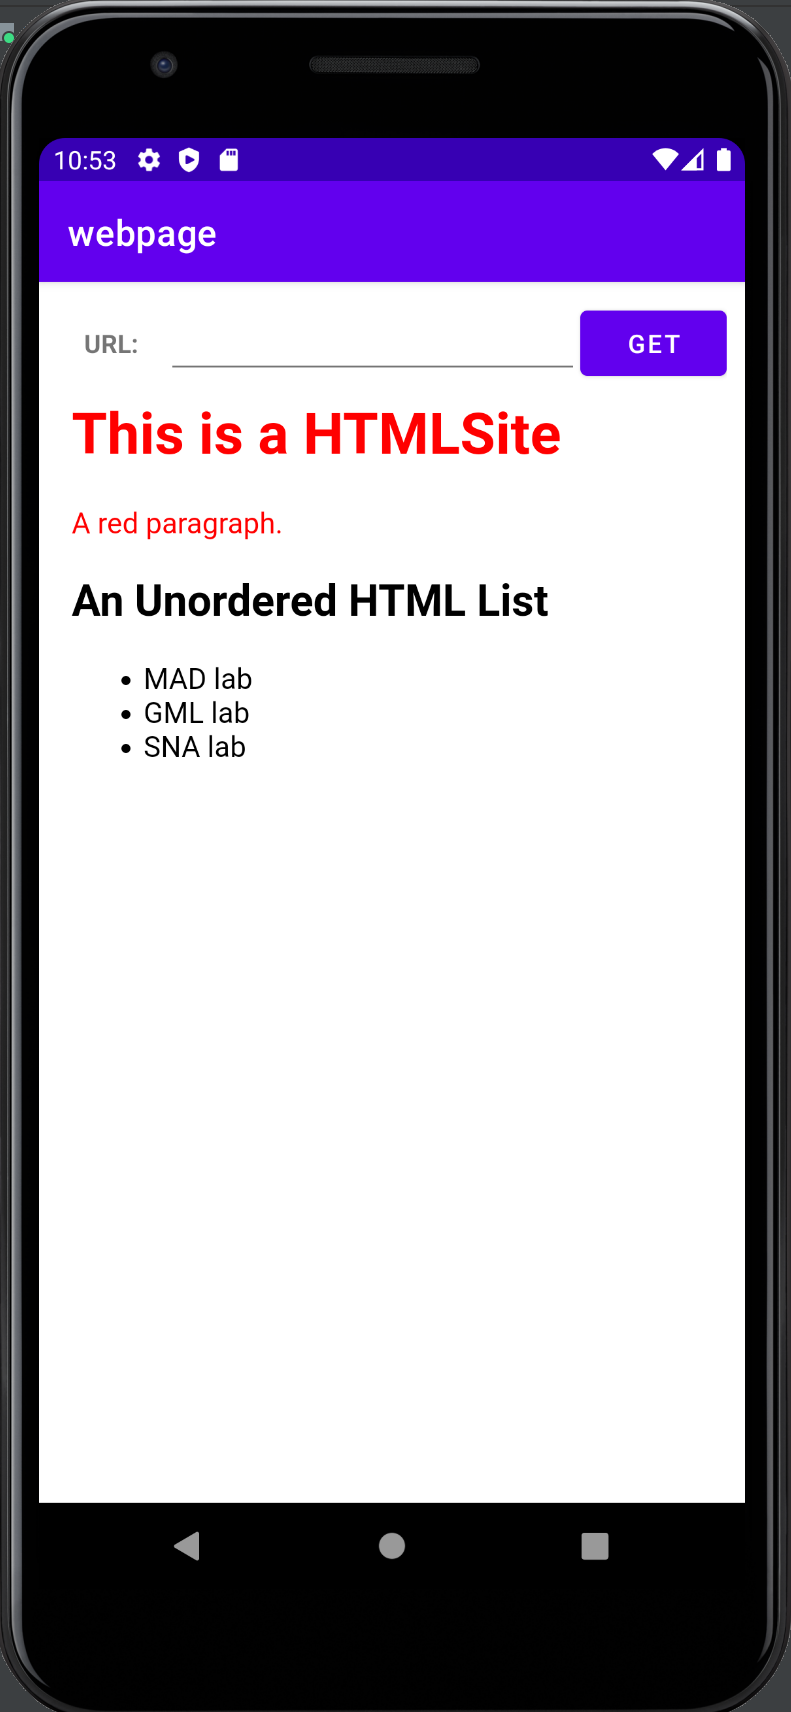 10:53
webpage
URL: GET
This is a HTMLSite
A red paragraph.
An Unordered HTML List
• MAD lab
• GML lab
• SNA lab